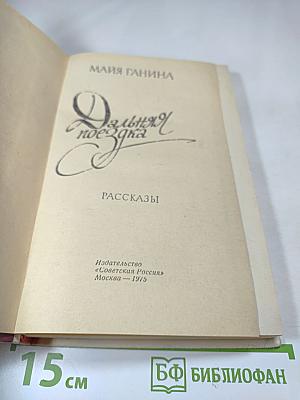 МАЙЯ ГАНИНА
Дальняя
поездка
РАССКАЗЫ
Издательство
«Советская Россия»
Москва — 1975
15 см
БФ БИБЛИОФАН